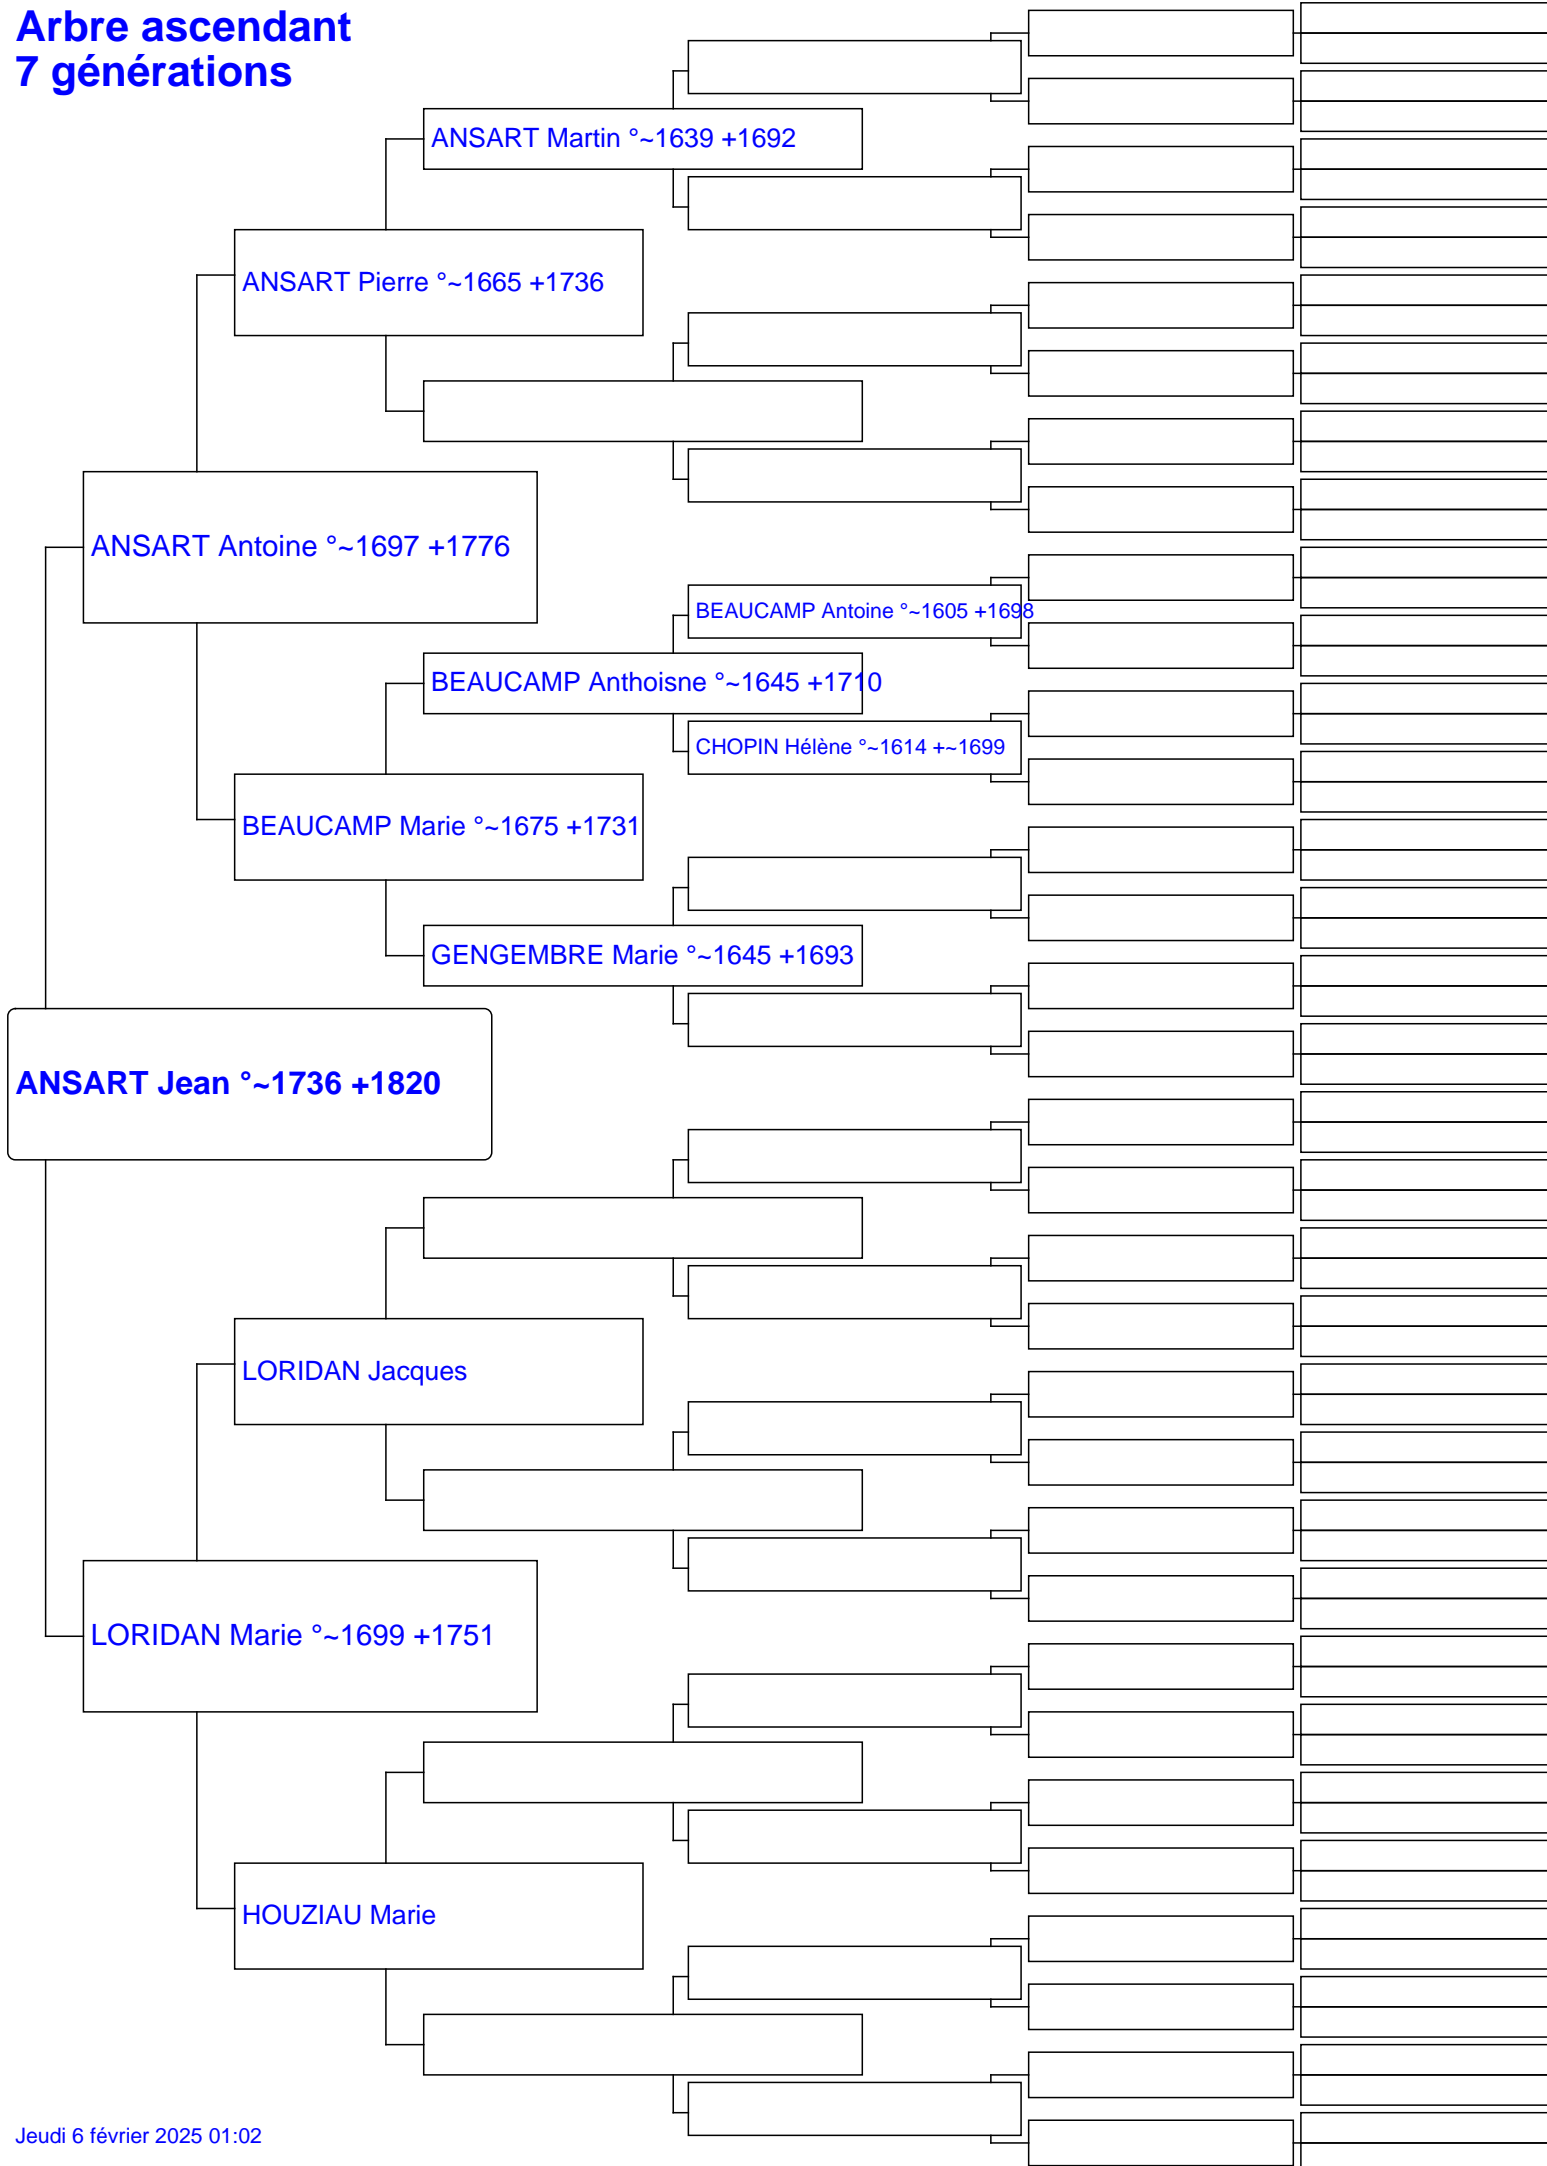 Arbre ascendant
7 générations
ANSART Martin °~1639 +1692
ANSART Pierre °~1665 +1736
ANSART Antoine °~1697 +1776
BEAUCAMP Antoine °~1605 +1698
BEAUCAMP Anthoisne °~1645 +1710
CHOPIN Hélène °~1614 +~1699
BEAUCAMP Marie °~1675 +1731
GENGEMBRE Marie °~1645 +1693
ANSART Jean °~1736 +1820
LORIDAN Jacques
LORIDAN Marie °~1699 +1751
HOUZIAU Marie
Jeudi 6 février 2025 01:02